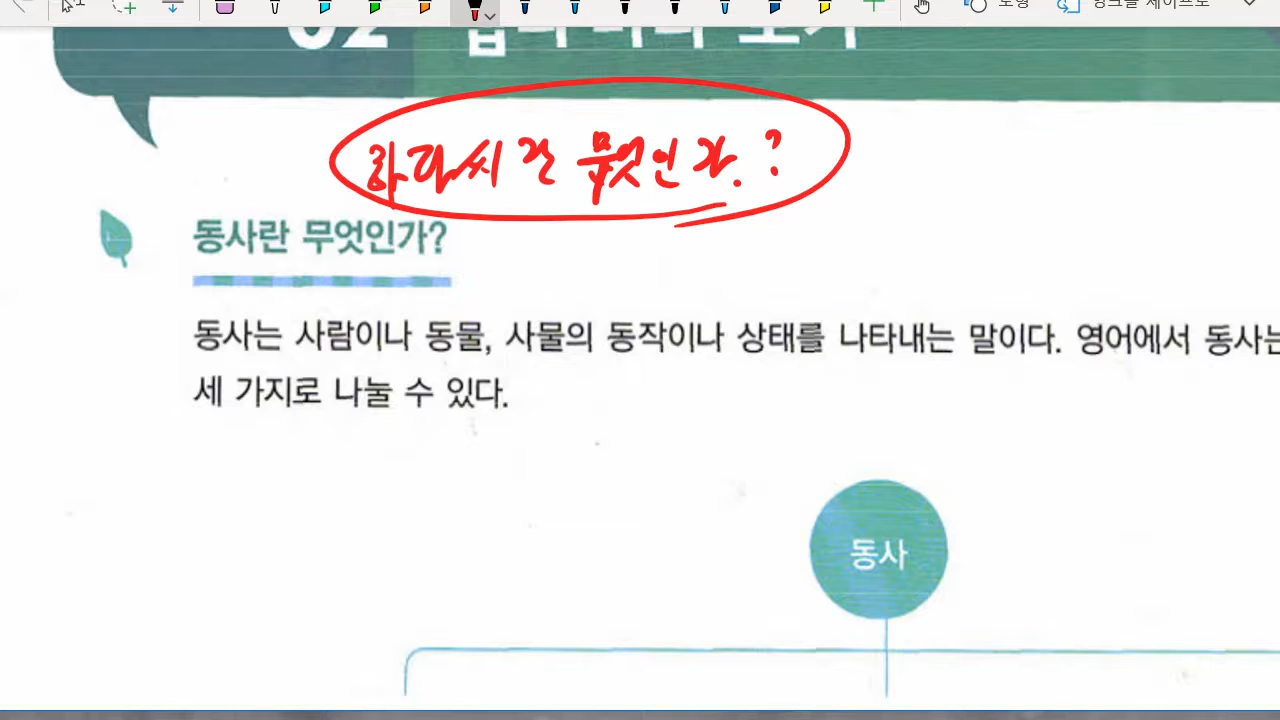 하다씨란 무엇인가?
동사란 무엇인가?
동사는 사람이나 동물, 사물의 동작이나 상태를 나타내는 말이다. 영어에서 동사는
세 가지로 나눌 수 있다.
동사